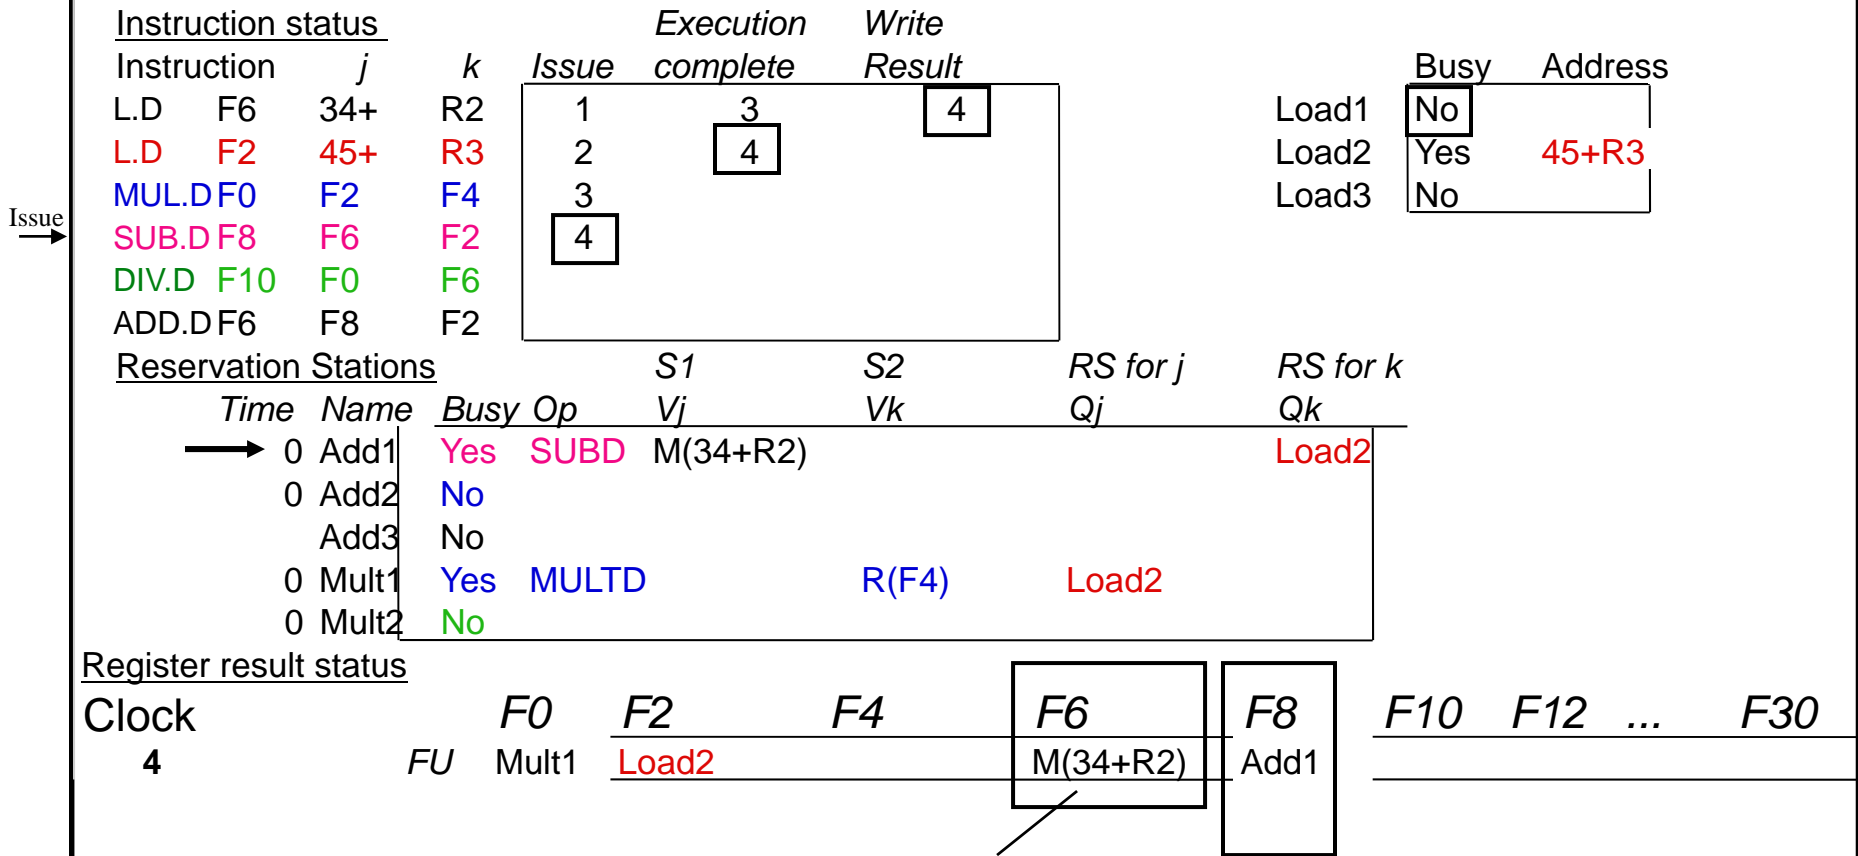 Instruction status Execution Write
Instruction j k Issue complete Result Busy Address
L.D F6 34+ R2 1 3 4 Load1 No
L.D F2 45+ R3 2 4 Load2 Yes 45+R3
MUL.D F0 F2 F4 3 Load3 No
Issue
SUB.D F8 F6 F2 4
DIV.D F10 F0 F6
ADD.D F6 F8 F2
Reservation Stations S1 S2 RS for j RS for k
Time Name Busy Op Vj Vk Qj Qk
0 Add1 Yes SUBD M(34+R2) Load2
0 Add2 No
Add3 No
0 Mult1 Yes MULTD R(F4) Load2
0 Mult2 No
Register result status
Clock F0 F2 F4 F6 F8 F10 F12 ... F30
4 FU Mult1 Load2 M(34+R2) Add1